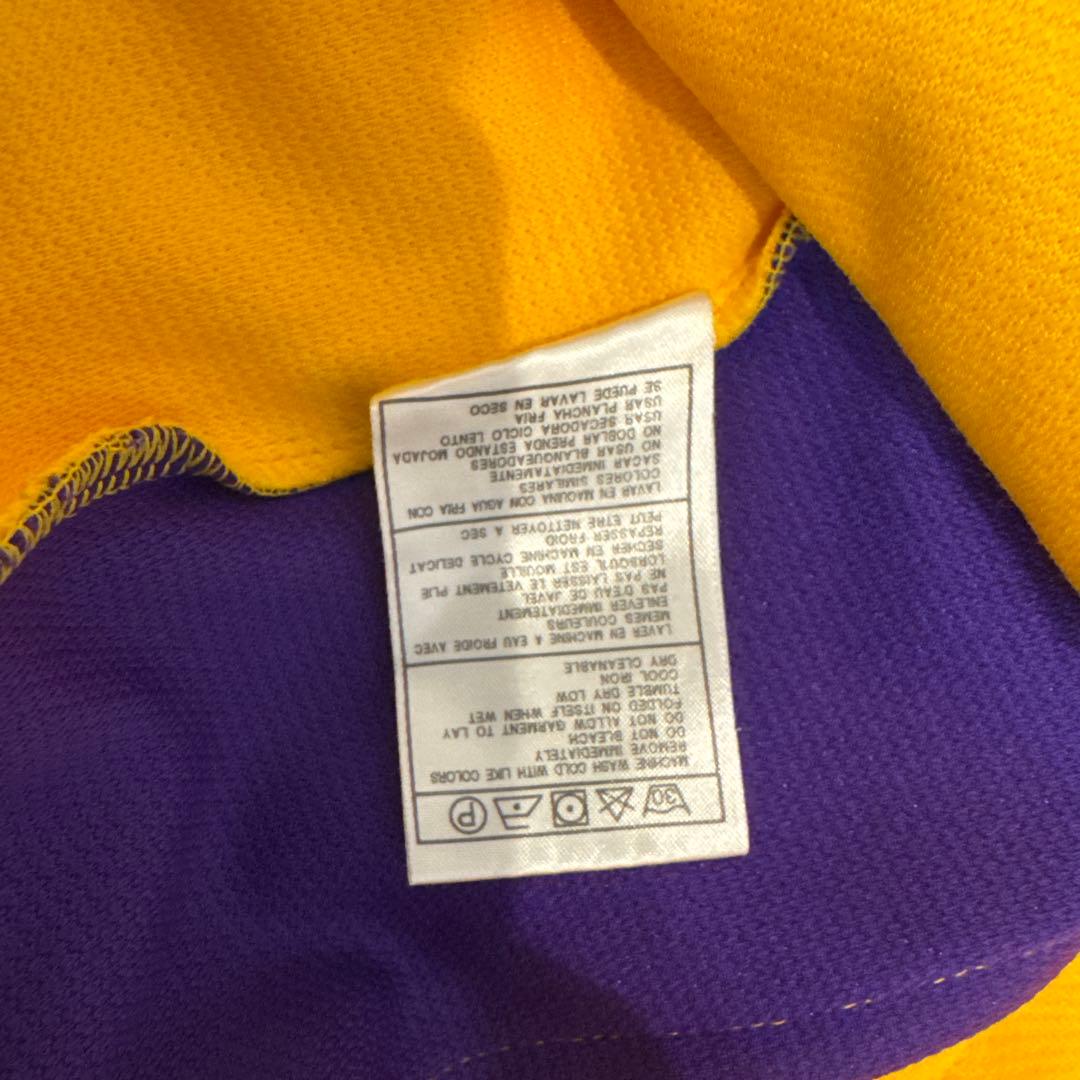 30 P
MACHINE WASH COLD WITH LIKE COLORS
REMOVE IMMEDIATELY
DO NOT BLEACH
DO NOT ALLOW GARMENT TO LAY
FOLDED ON ITSELF WHEN WET
TUMBLE DRY LOW
COOL IRON
DRY CLEANABLE
LAVER EN MACHINE A EAU FROIDE AVEC
MEMES COULEURS
ENLEVER IMMEDIATEMENT
PAS D'EAU DE JAVEL
NE PAS LAISSER LE VETEMENT PLIE
LORSQU'IL EST MOUILLE
SECHER EN MACHINE CYCLE DELICAT
REPASSER FROID
PEUT ETRE NETTOYER A SEC
LAVAR EN MAQUINA CON AGUA FRIA CON
COLORES SIMILARES
SACAR INMEDIATAMENTE
NO USAR BLANQUEADORES
NO DOBLAR PRENDA ESTANDO MOJADA
USAR SECADORA CICLO LENTO
USAR PLANCHA FRIA
SE PUEDE LAVAR EN SECO